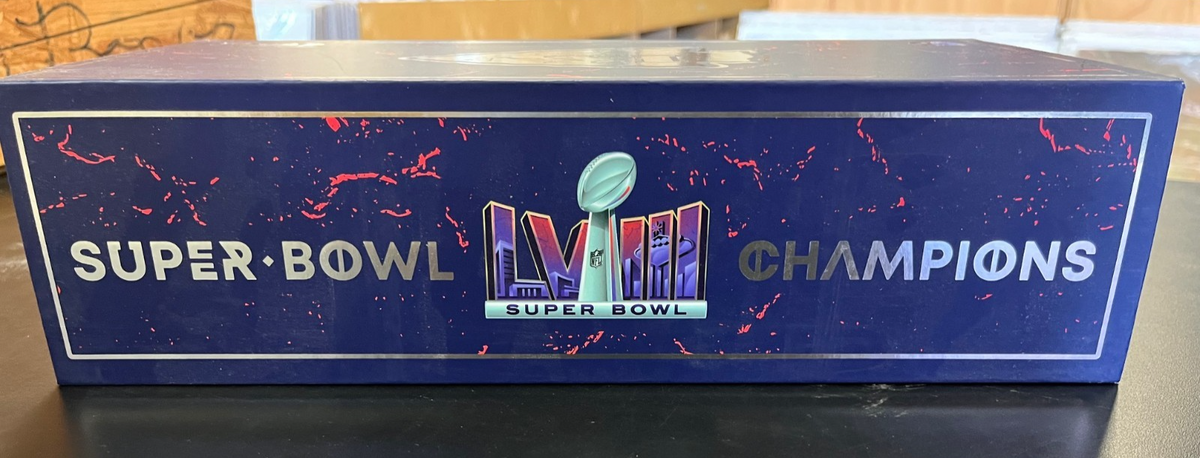 SUPER·BOWL
LVIII
SUPER BOWL
CHAMPIONS